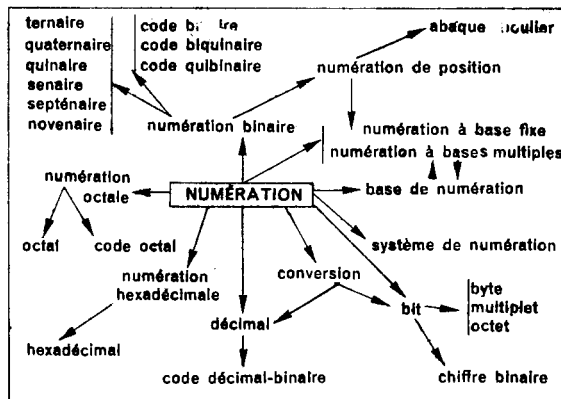 ternaire
quaternaire
quinaire
senaire
septénaire
novenaire
code
code biquinaire
code quibinaire
abaque
numération de position
numération binaire
numération à base fixe
numération à bases multiples
numération
octale
NUMÉRATION
base de numération
octal
code octal
système de numération
numération
hexadécimale
conversion
byte
multiplet
octet
bit
décimal
hexadécimal
code décimal-binaire
chiffre binaire